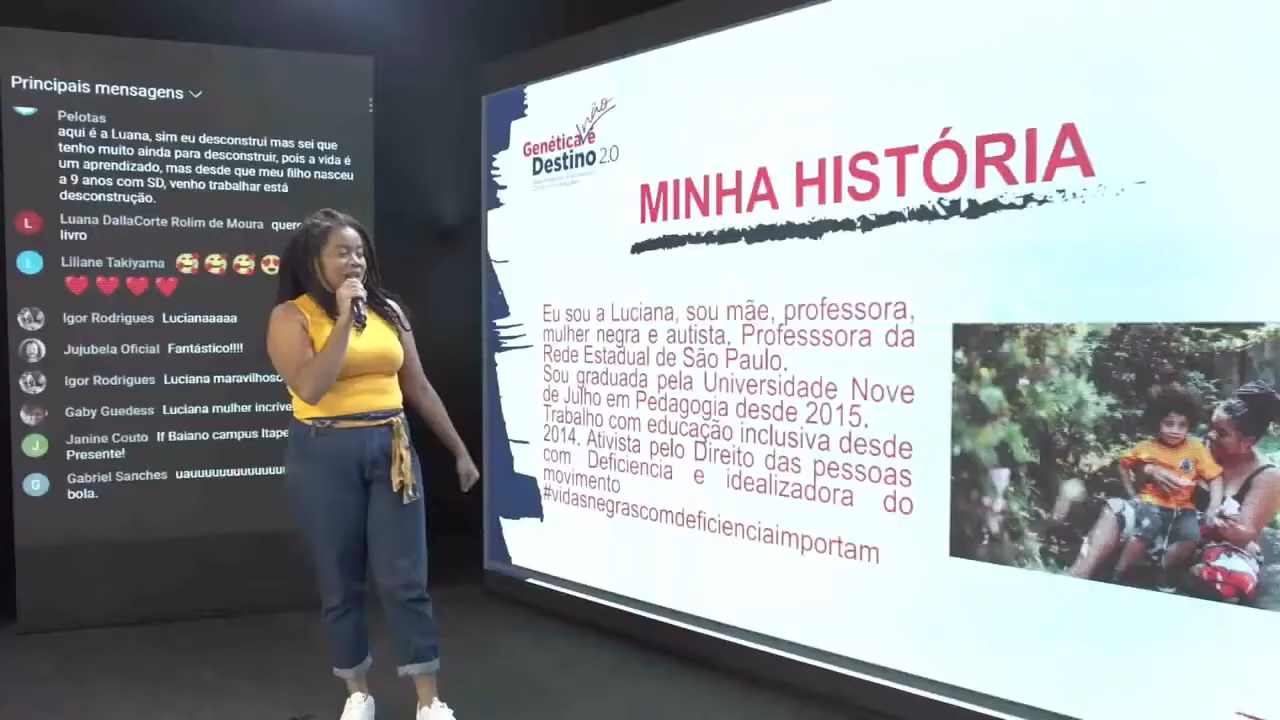 Principais mensagens
Pelotas
aqui é a Luana, sim eu desconstrui mas sei que
tenho muito ainda para desconstruir, pois a vida é
um aprendizado, mas desde que meu filho nasceu
a 9 anos com SD, venho trabalhar está
desconstrução.
L Luana DallaCorte Rolim de Moura quero
livro
L Liliane Takiyama
Igor Rodrigues Lucianaaaaa
Jujubela Oficial Fantástico!!!!
Igor Rodrigues Luciana maravilhoso
Gaby Guedess Luciana mulher incríve
J Janine Couto If Baiano campus Itape
Presente!
G Gabriel Sanches uauuuuuuuuuuuuu
bola.
não
Genética é
Destino 2.0
MINHA HISTÓRIA
Eu sou a Luciana, sou mãe, professora,
mulher negra e autista, Professsora da
Rede Estadual de São Paulo.
Sou graduada pela Universidade Nove
de Julho em Pedagogia desde 2015.
Trabalho com educação inclusiva desde
2014. Ativista pelo Direito das pessoas
com Deficiencia e idealizadora do
movimento
#vidasnegrascomdeficienciaimportam